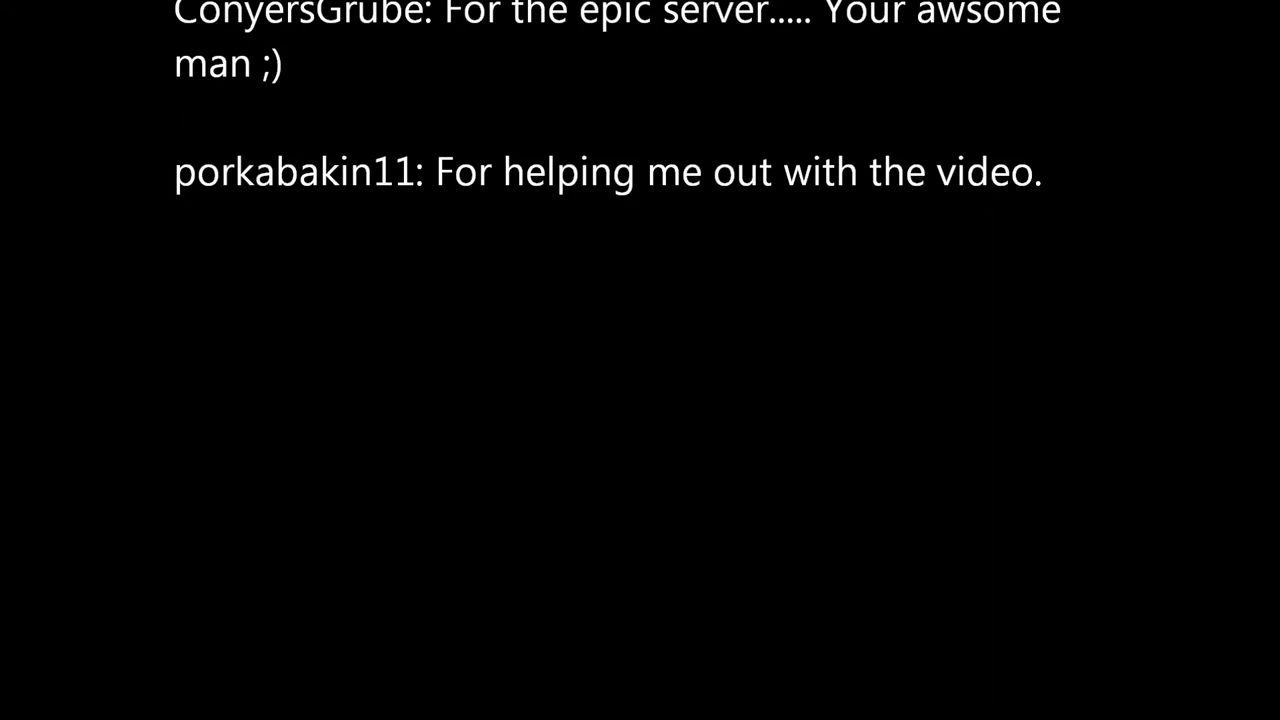 ConyersGrube: For the epic server..... Your awsome
man ;)
porkabakin11: For helping me out with the video.